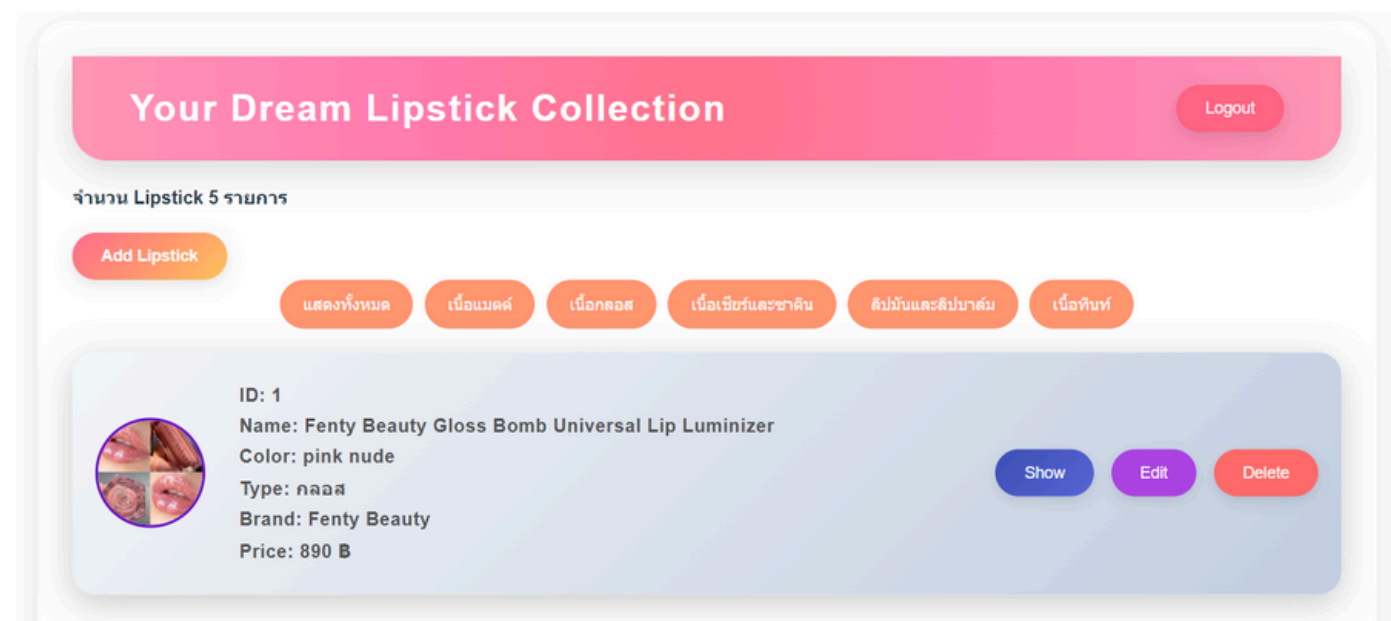 Your Dream Lipstick Collection
Logout
จำนวน Lipstick 5 รายการ
Add Lipstick
แสดงทั้งหมด
เนื้อแมตต์
เนื้อกลอส
เนื้อเชียร์และซาติน
ลิปมันและลิปบาล์ม
เนื้อทินท์
ID: 1
Name: Fenty Beauty Gloss Bomb Universal Lip Luminizer
Color: pink nude
Type: กลอส
Brand: Fenty Beauty
Price: 890 ฿
Show
Edit
Delete